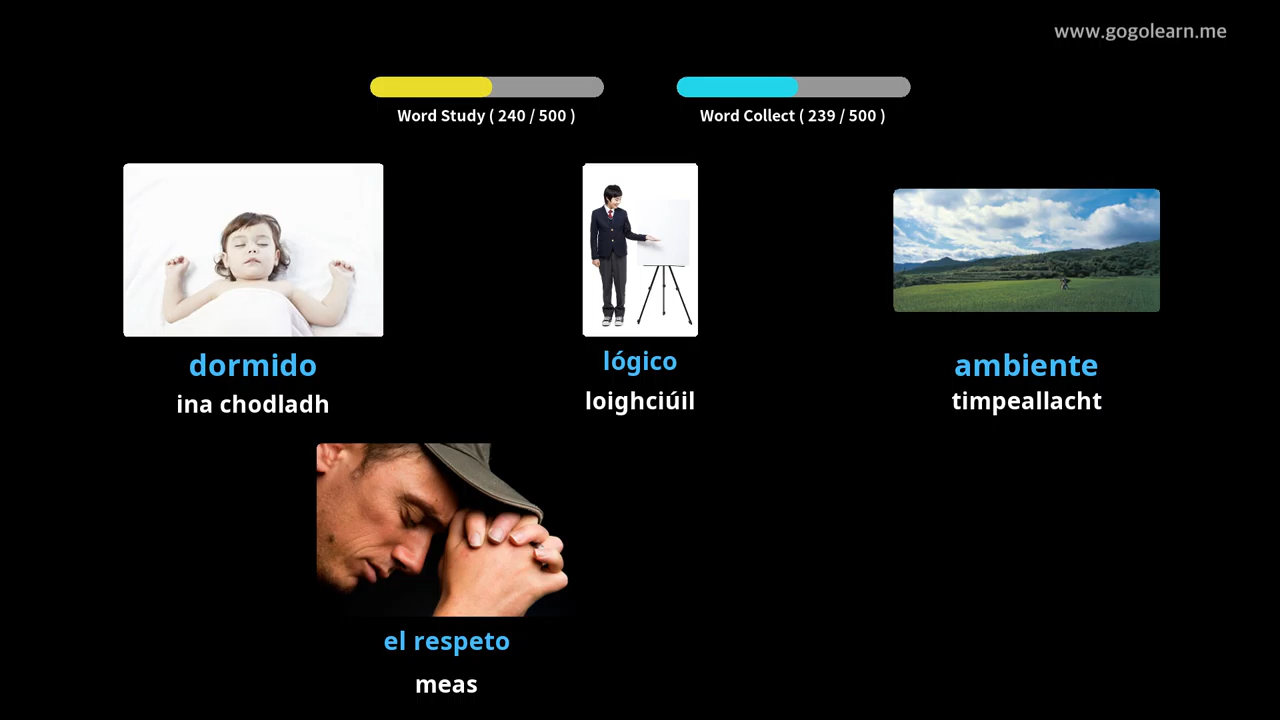 www.gogolearn.me
Word Study ( 240 / 500 )
Word Collect ( 239 / 500 )
dormido
ina chodladh
lógico
loighciúil
ambiente
timpeallacht
el respeto
meas